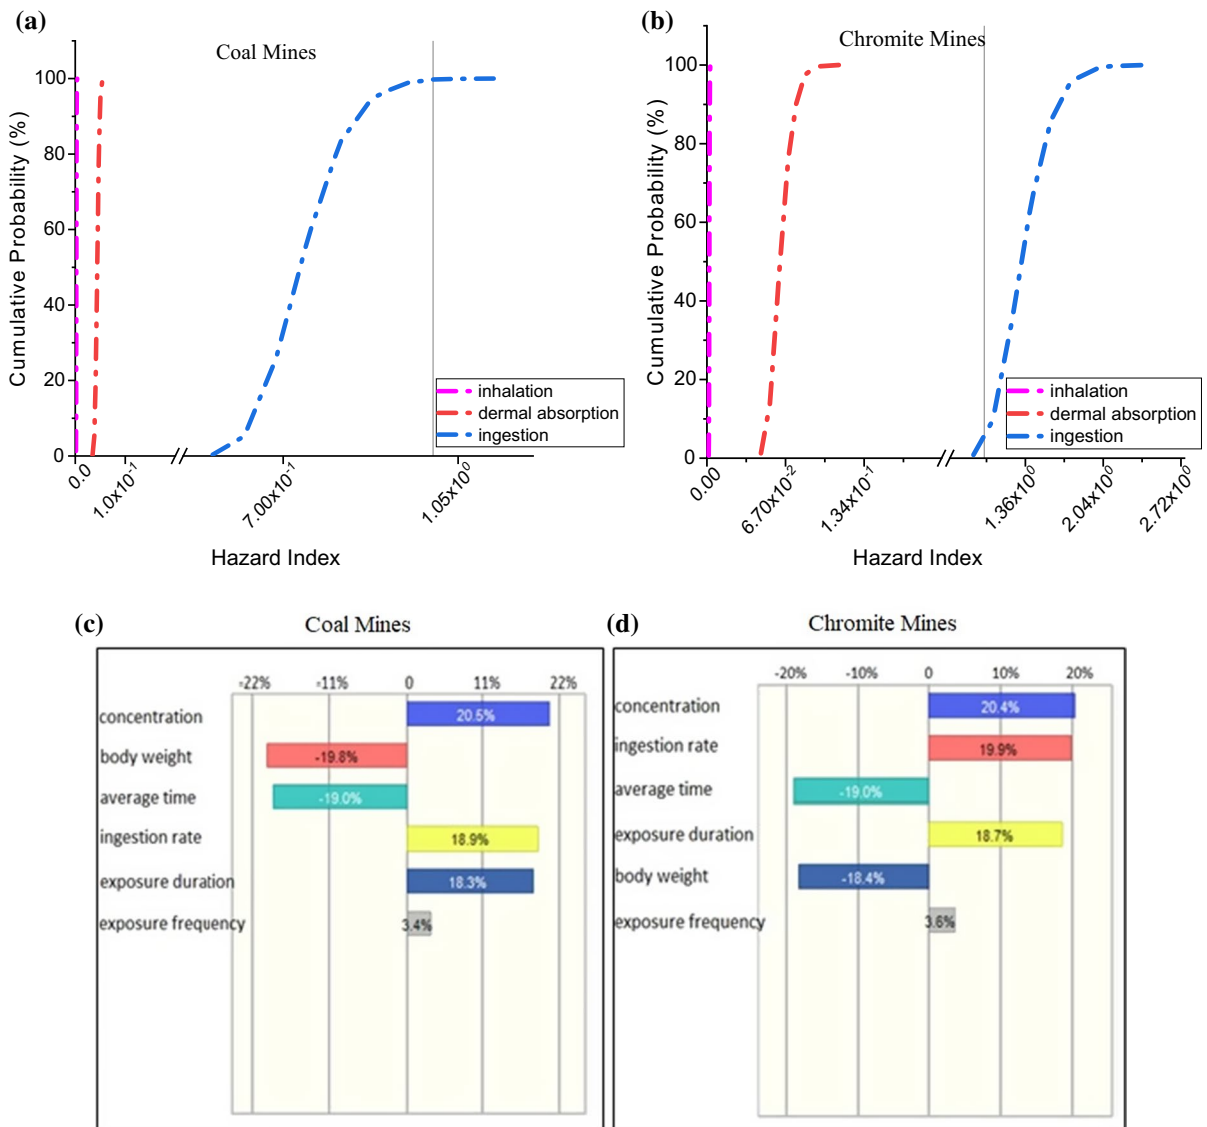 (a)
Coal Mines
Cumulative Probability (%)
100
80
60
40
20
0
0.0
1.0x10⁻¹
7.00x10⁻¹
1.05x10⁰
Hazard Index
inhalation
dermal absorption
ingestion
(b)
Chromite Mines
Cumulative Probability (%)
100
80
60
40
20
0
0.00
6.70x10⁻²
1.34x10⁻¹
1.36x10⁰
2.04x10⁰
2.72x10⁰
Hazard Index
inhalation
dermal absorption
ingestion
(c)
Coal Mines
-22% -11% 0 11% 22%
concentration 20.5%
body weight -19.8%
average time -19.0%
ingestion rate 18.9%
exposure duration 18.3%
exposure frequency 3.4%
(d)
Chromite Mines
-20% -10% 0 10% 20%
concentration 20.4%
ingestion rate 19.9%
average time -19.0%
exposure duration 18.7%
body weight -18.4%
exposure frequency 3.6%